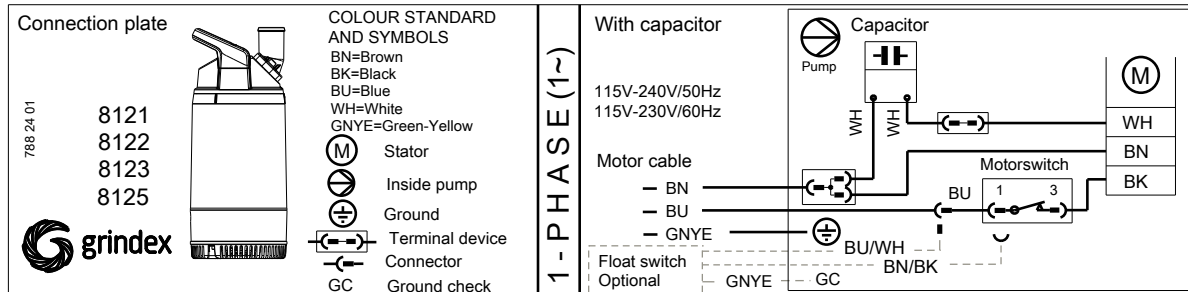 Connection plate
788 24 01
8121
8122
8123
8125
grindex
COLOUR STANDARD
AND SYMBOLS
BN=Brown
BK=Black
BU=Blue
WH=White
GNYE=Green-Yellow
M Stator
Inside pump
Ground
Terminal device
Connector
GC Ground check
1 - PHASE (1~)
With capacitor
115V-240V/50Hz
115V-230V/60Hz
Motor cable
BN
BU
GNYE
Float switch
Optional
GNYE
GC
Pump
Capacitor
WH
WH
M
WH
BN
BK
Motorswitch
1 3
BU
BU/WH
BN/BK